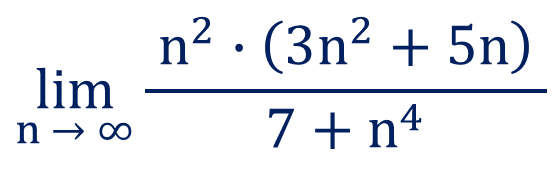 lim n → ∞ n² · (3n² + 5n) / 7 + n⁴